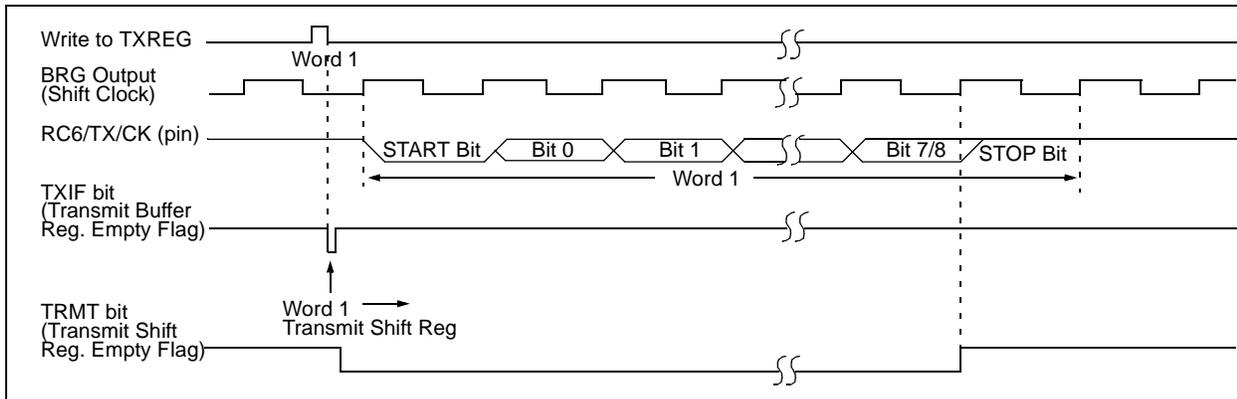 Write to TXREG
Word 1
BRG Output
(Shift Clock)
RC6/TX/CK (pin)
START Bit
Bit 0
Bit 1
Bit 7/8
STOP Bit
Word 1
TXIF bit
(Transmit Buffer
Reg. Empty Flag)
Word 1
Transmit Shift Reg
TRMT bit
(Transmit Shift
Reg. Empty Flag)